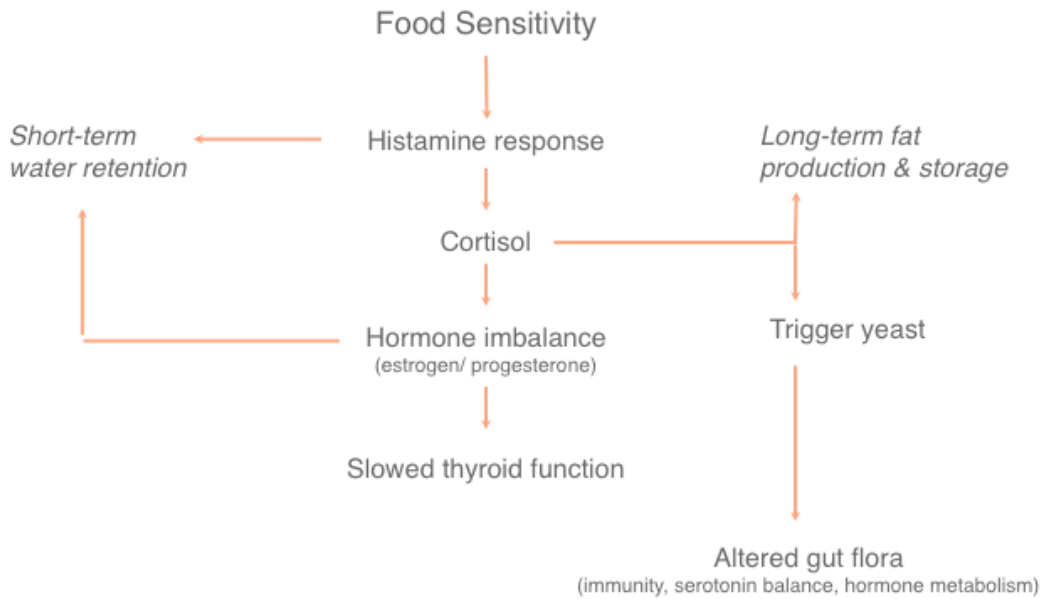 Food Sensitivity
Short-term
water retention
Histamine response
Long-term fat
production & storage
Cortisol
Hormone imbalance
(estrogen/ progesterone)
Trigger yeast
Slowed thyroid function
Altered gut flora
(immunity, serotonin balance, hormone metabolism)